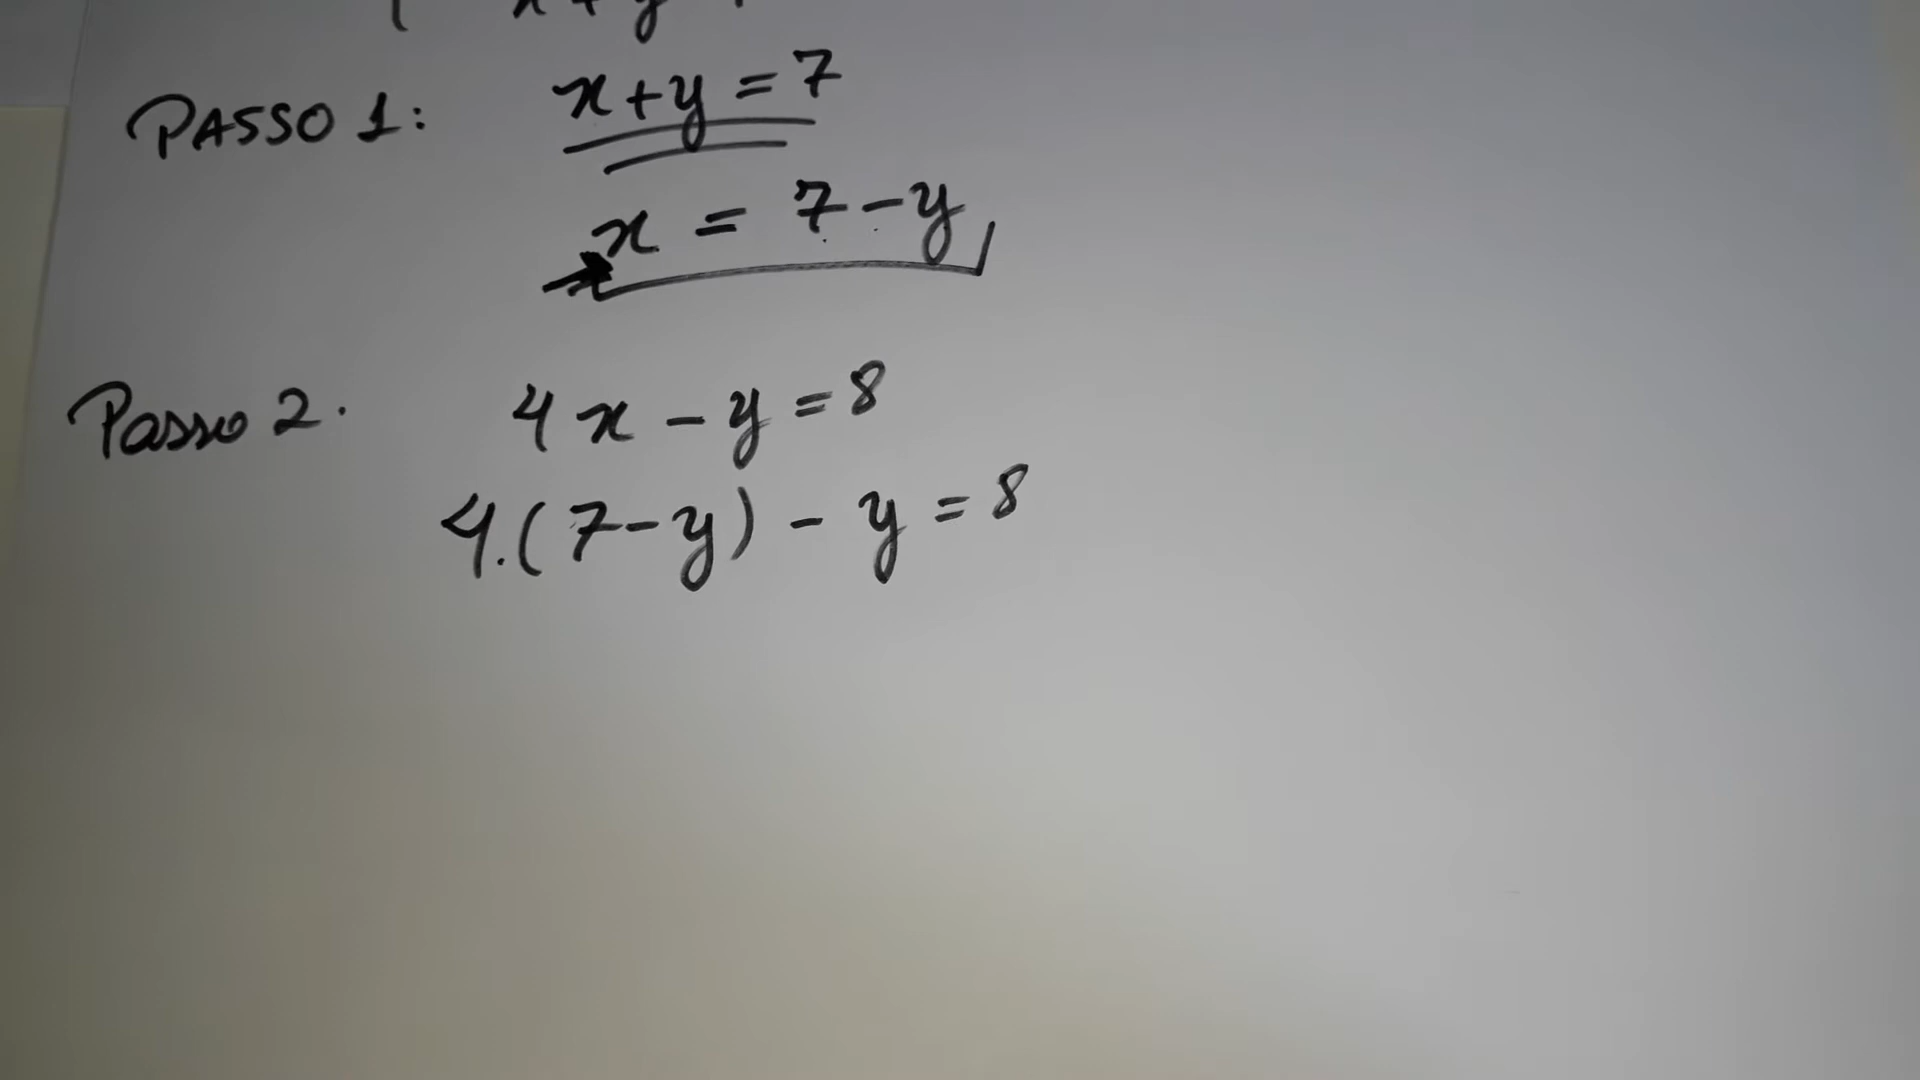 x + y
PASSO 1: x + y = 7
x = 7 - y
Passo 2. 4x - y = 8
4.(7 - y) - y = 8